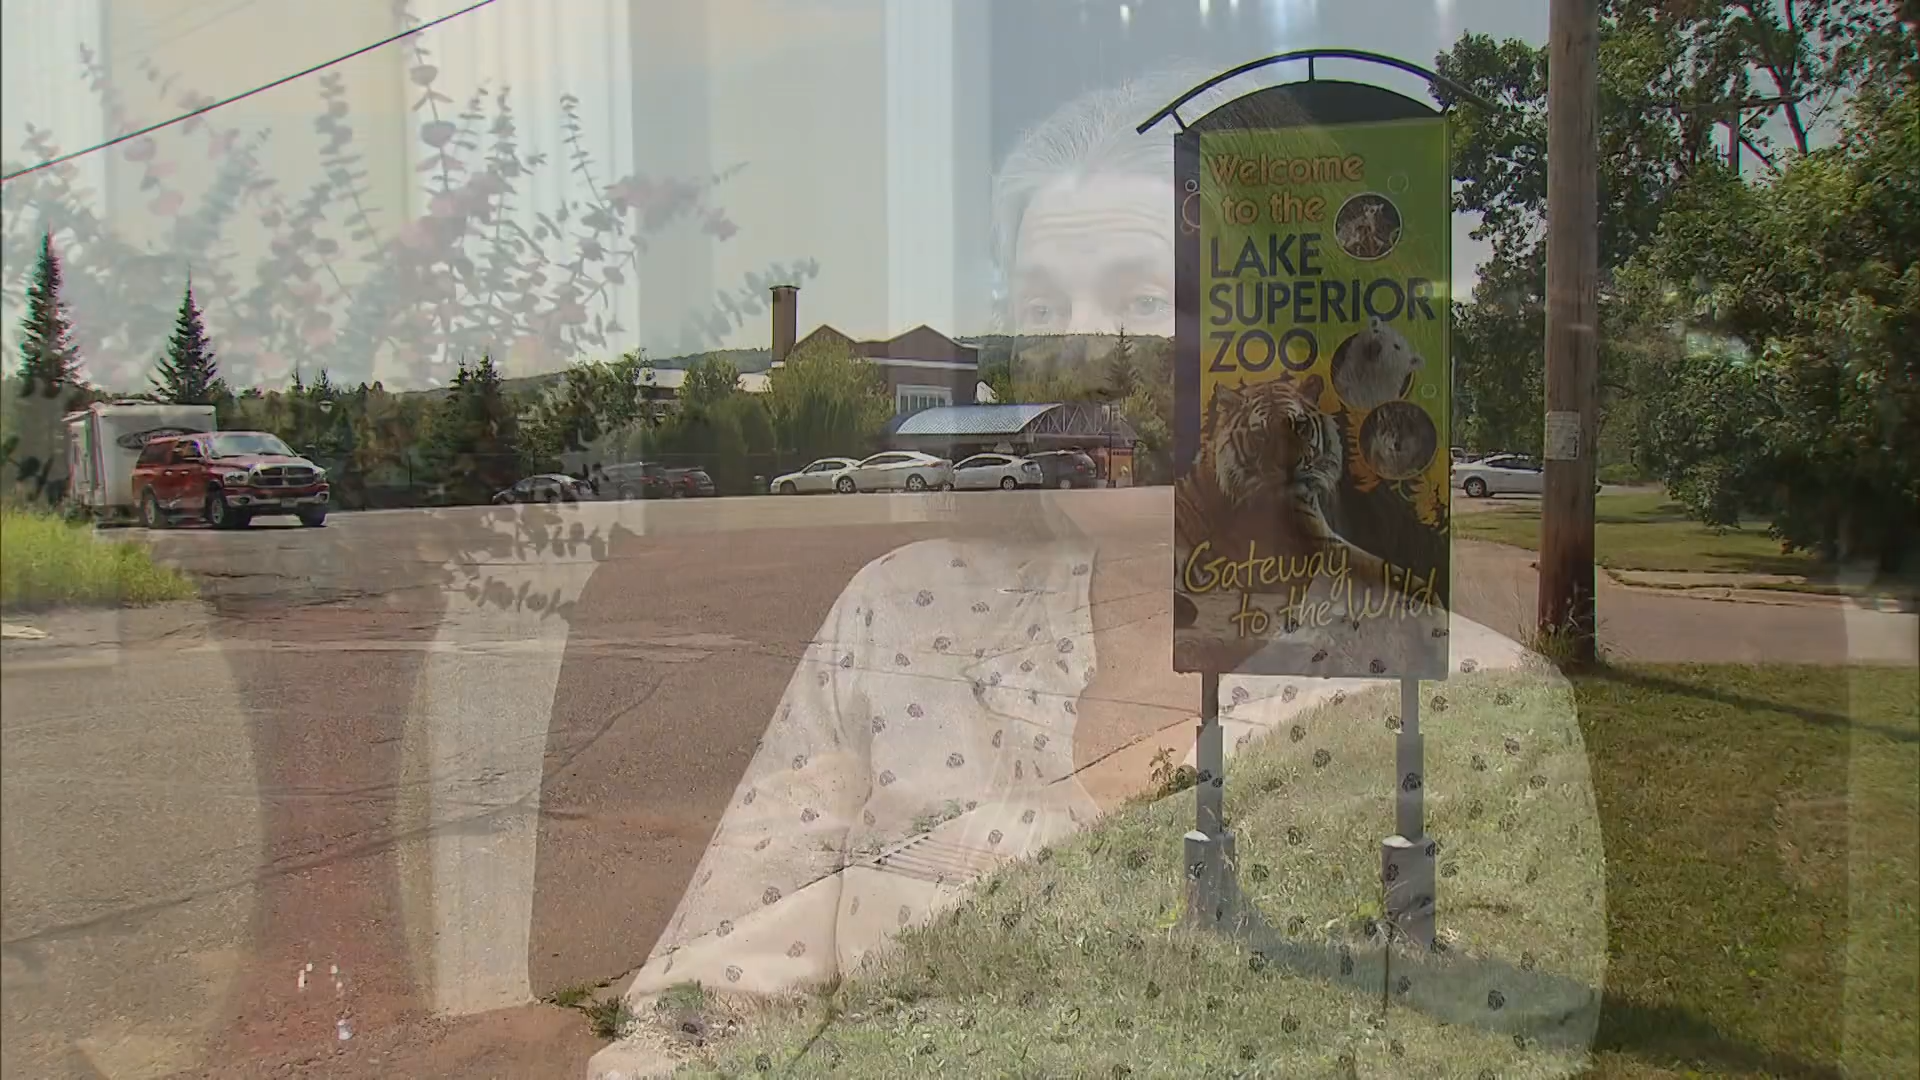 Welcome
to the
LAKE
SUPERIOR
ZOO
Gateway
to the Wild